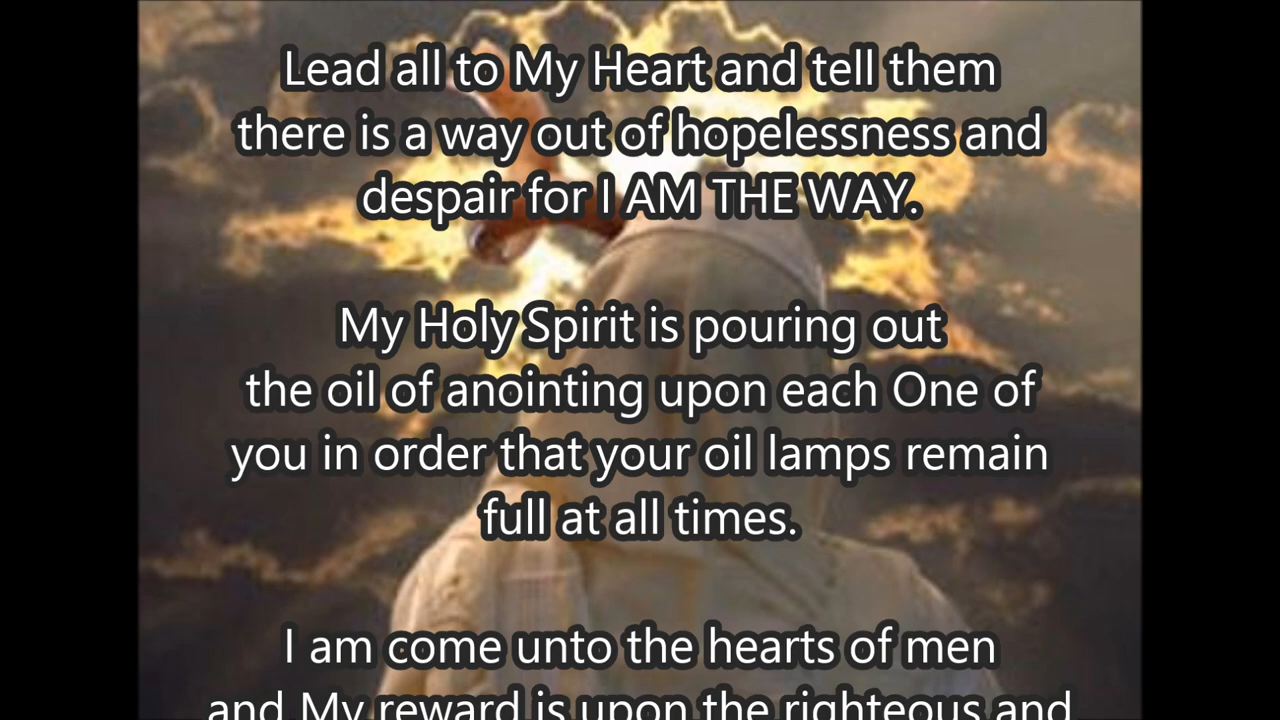 Lead all to My Heart and tell them
there is a way out of hopelessness and
despair for I AM THE WAY.
My Holy Spirit is pouring out
the oil of anointing upon each One of
you in order that your oil lamps remain
full at all times.
I am come unto the hearts of men
and My reward is upon the righteous and